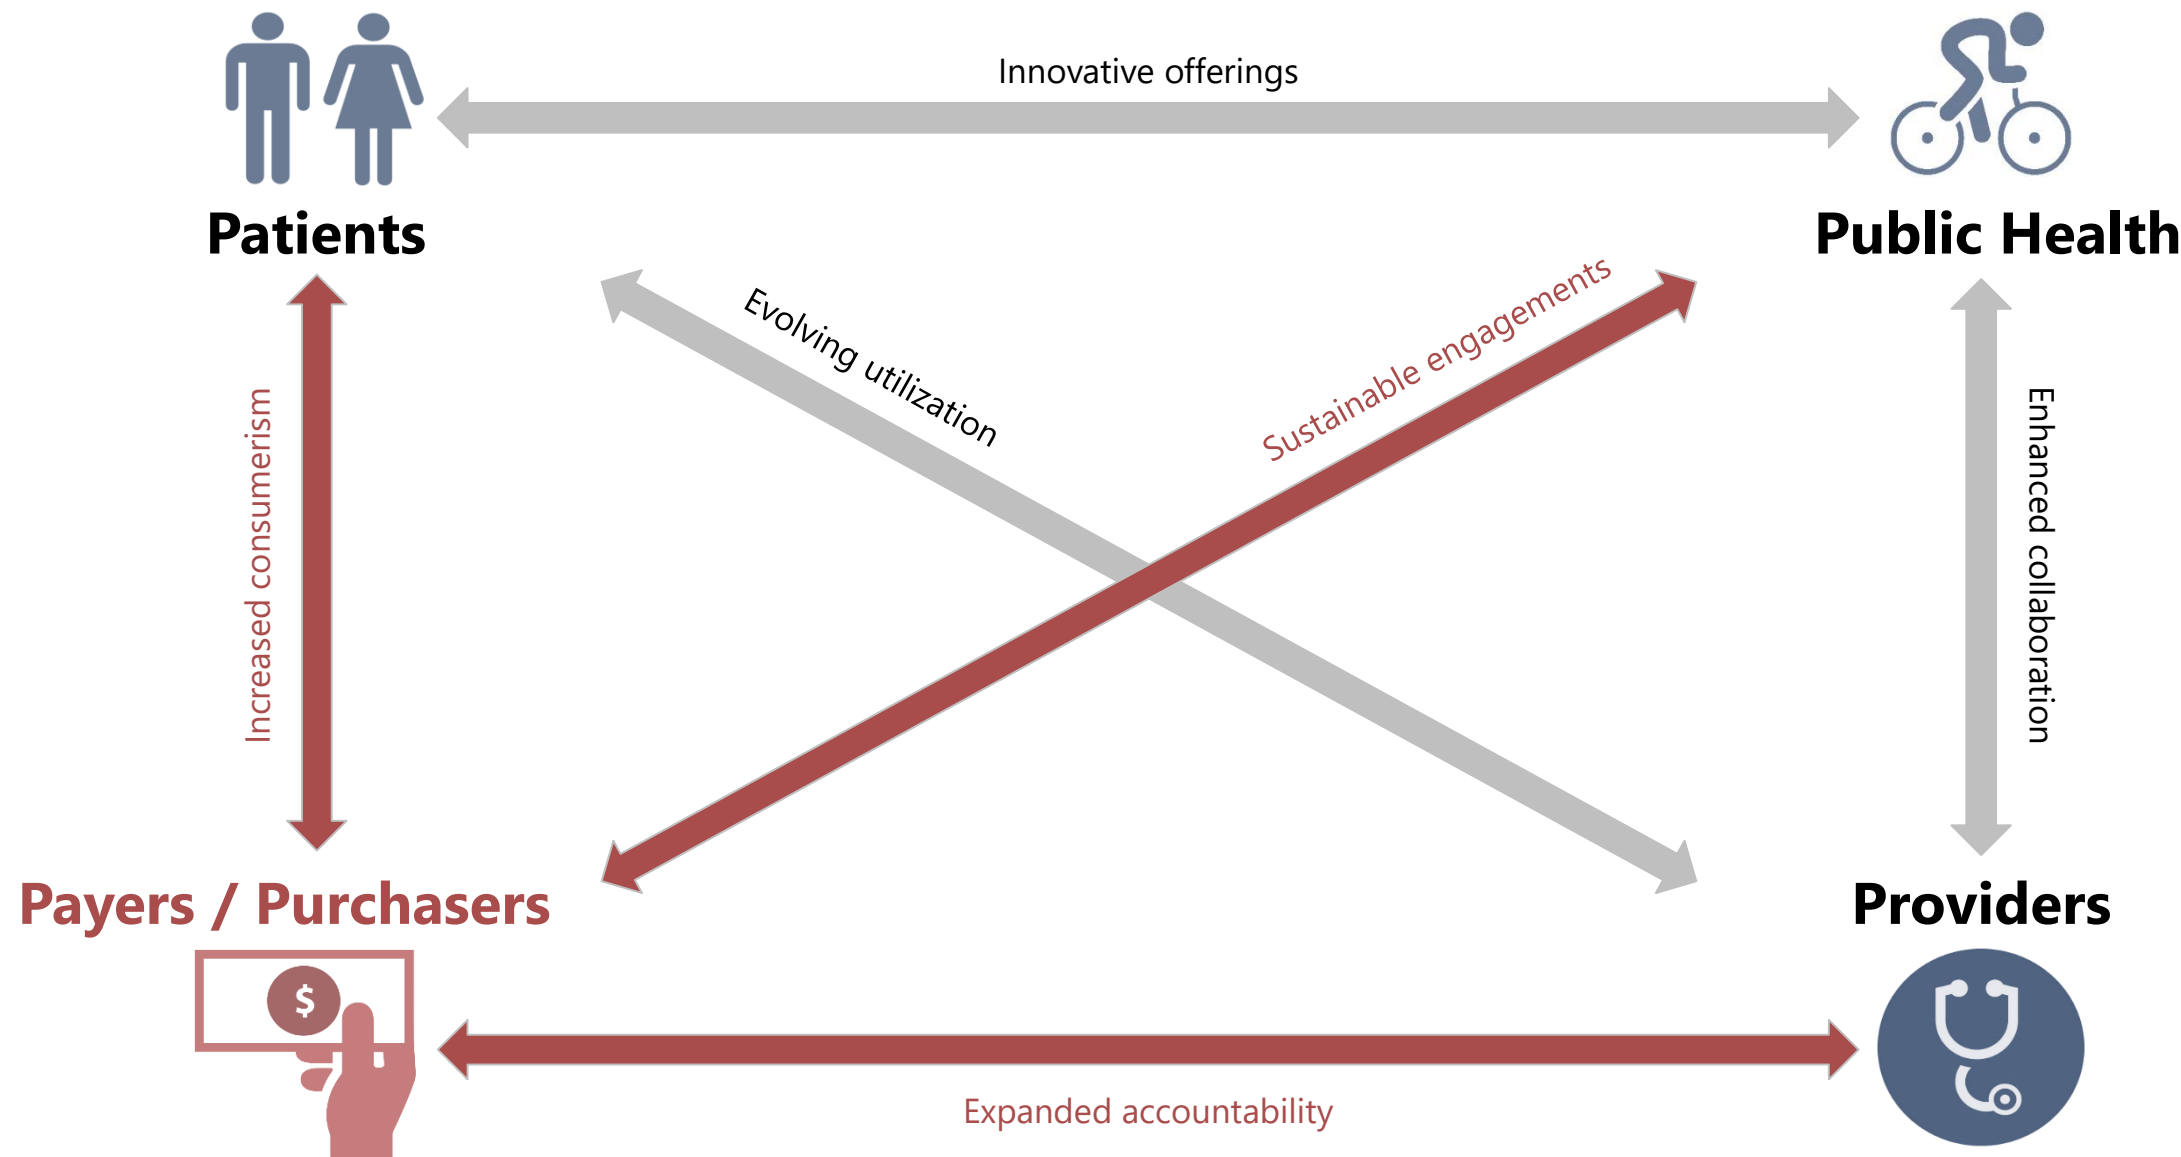 Innovative offerings
Patients
Public Health
Evolving utilization
Sustainable engagements
Increased consumerism
Enhanced collaboration
Payers / Purchasers
Providers
$
Expanded accountability